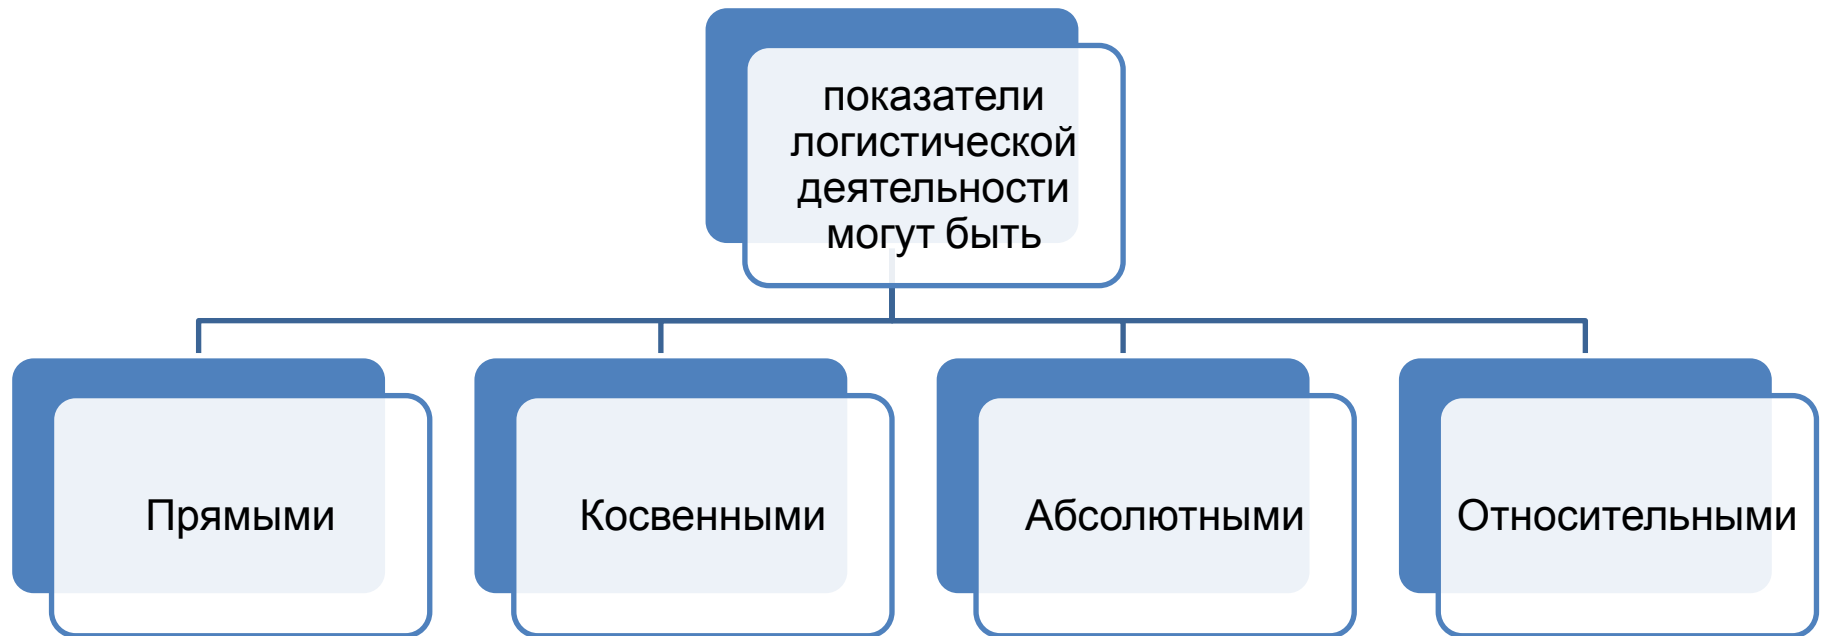 показатели
логистической
деятельности
могут быть
Прямыми
Косвенными
Абсолютными
Относительными